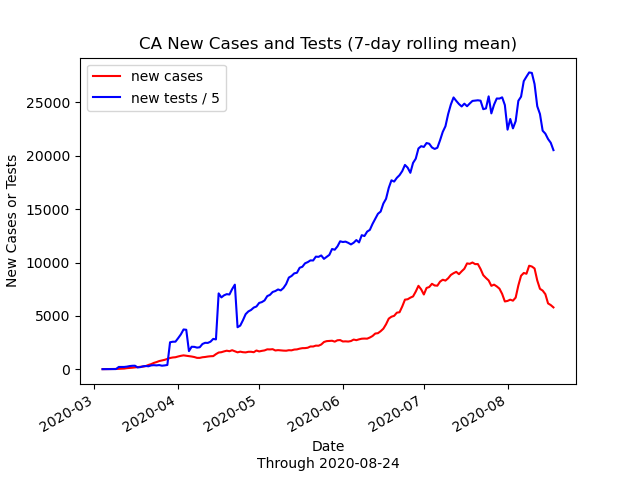 CA New Cases and Tests (7-day rolling mean)
new cases
new tests / 5
25000
20000
15000
10000
5000
0
New Cases or Tests
2020-03
2020-04
2020-05
2020-06
2020-07
2020-08
Date
Through 2020-08-24